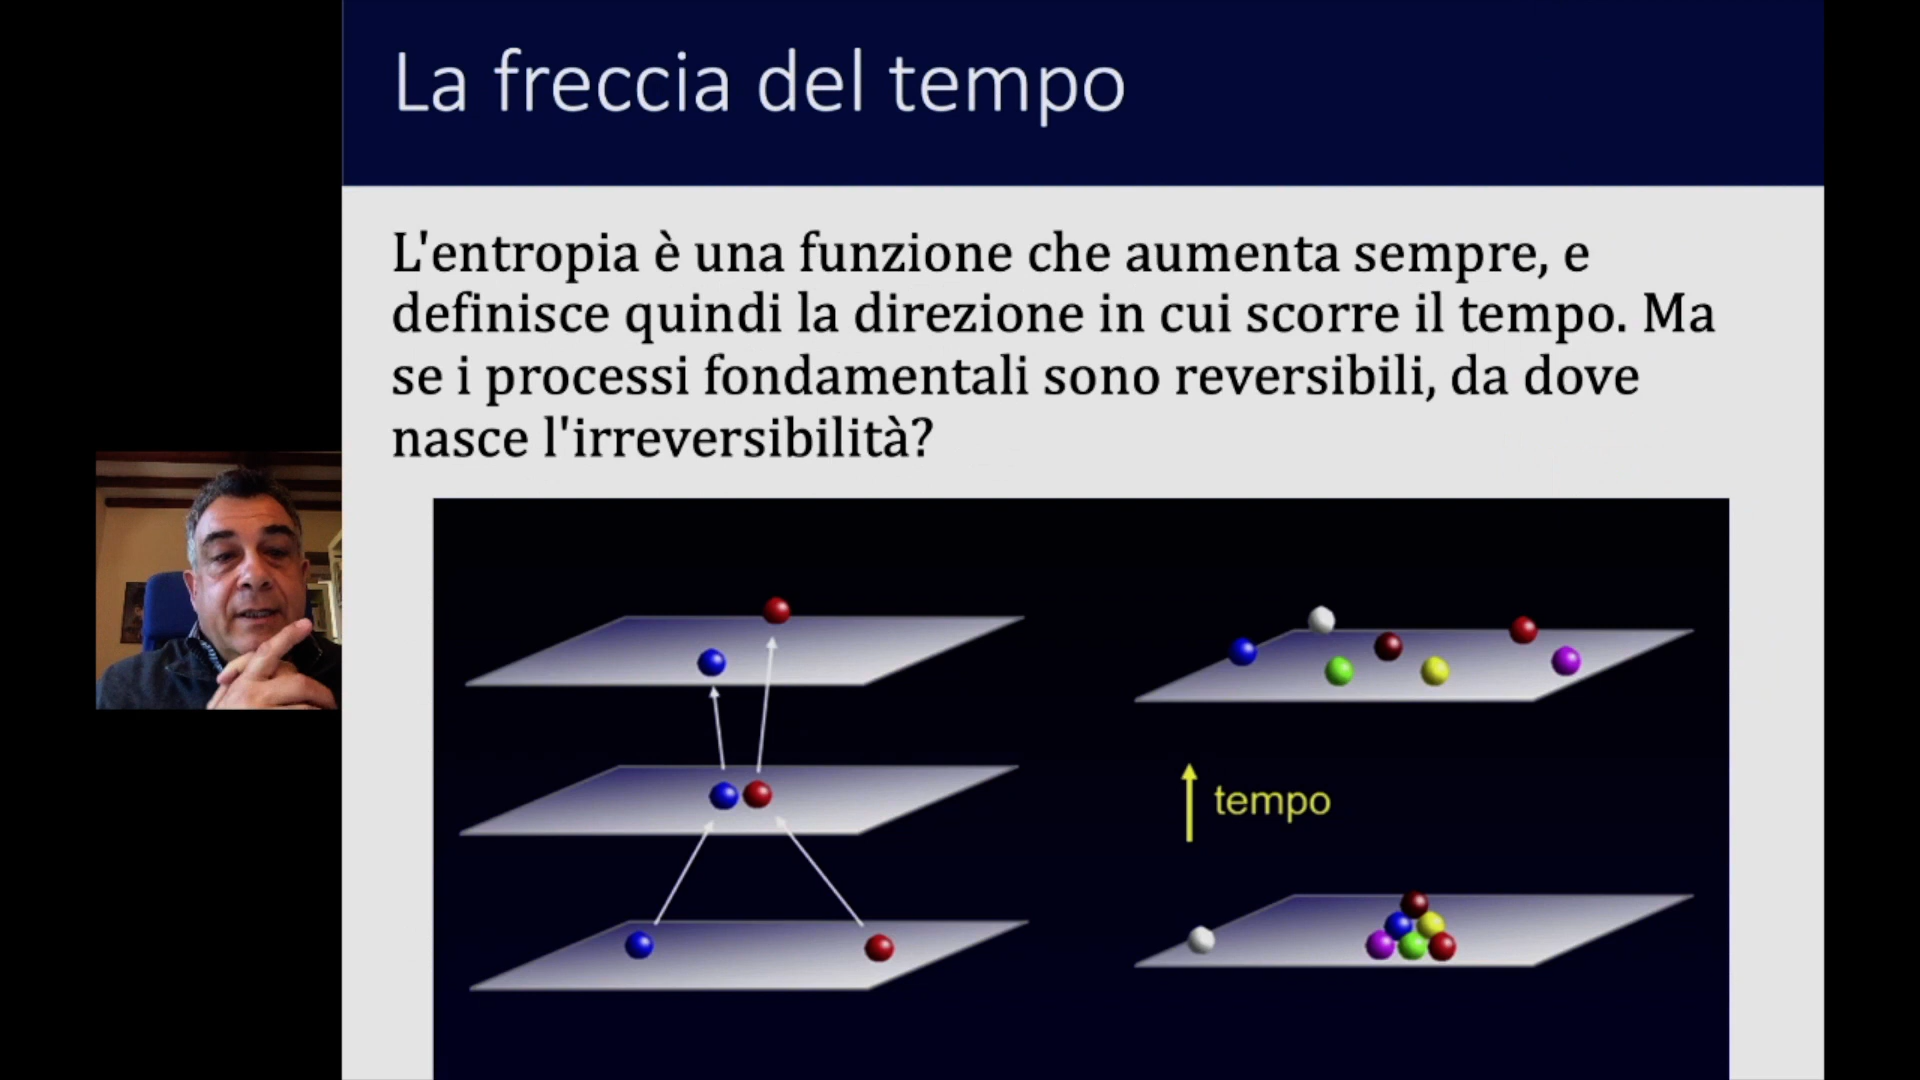 La freccia del tempo
L'entropia è una funzione che aumenta sempre, e
definisce quindi la direzione in cui scorre il tempo. Ma
se i processi fondamentali sono reversibili, da dove
nasce l'irreversibilità?
tempo